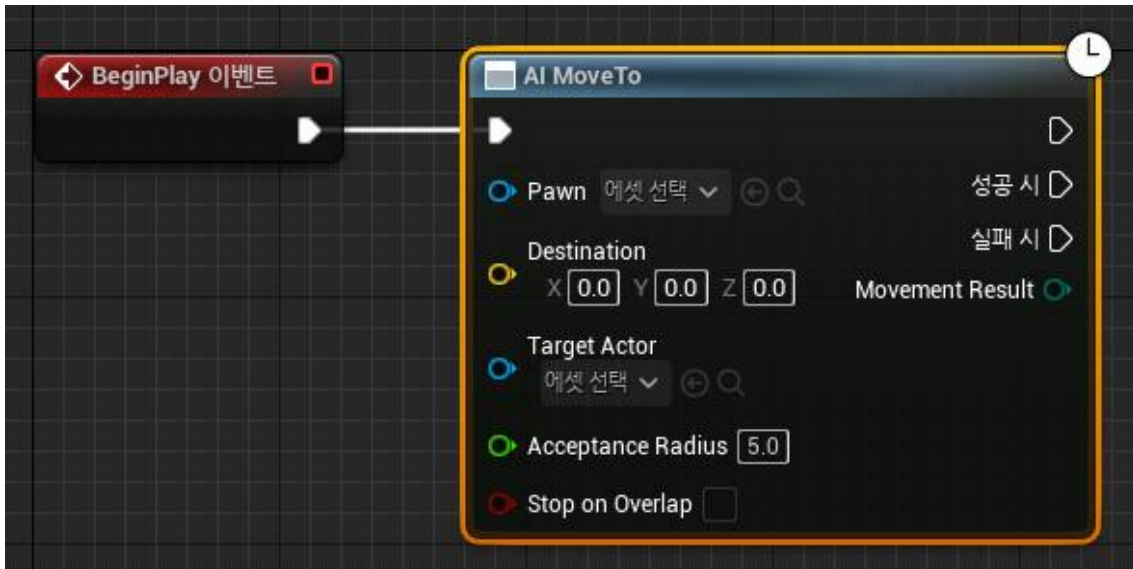 BeginPlay 이벤트
AI MoveTo
Pawn 에셋 선택
성공 시
Destination
실패 시
X 0.0 Y 0.0 Z 0.0
Movement Result
Target Actor
에셋 선택
Acceptance Radius 5.0
Stop on Overlap